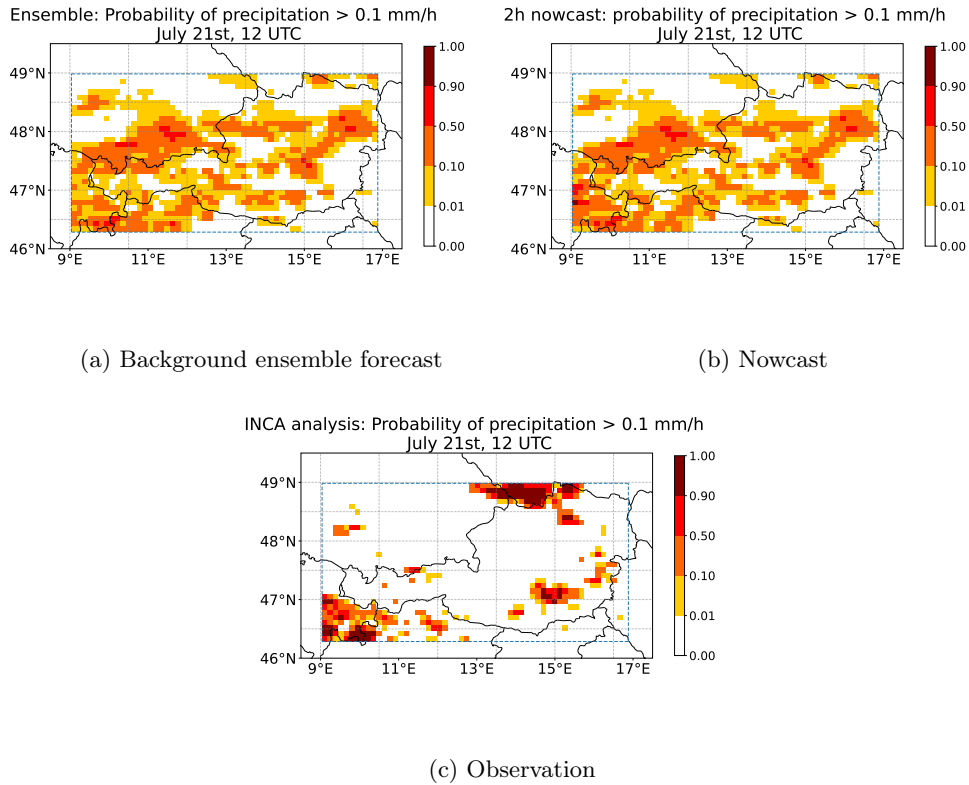 Ensemble: Probability of precipitation > 0.1 mm/h
July 21st, 12 UTC
49°N
48°N
47°N
46°N
9°E 11°E 13°E 15°E 17°E
1.00
0.90
0.50
0.10
0.01
0.00
(a) Background ensemble forecast
2h nowcast: probability of precipitation > 0.1 mm/h
July 21st, 12 UTC
49°N
48°N
47°N
46°N
9°E 11°E 13°E 15°E 17°E
1.00
0.90
0.50
0.10
0.01
0.00
(b) Nowcast
INCA analysis: Probability of precipitation > 0.1 mm/h
July 21st, 12 UTC
49°N
48°N
47°N
46°N
9°E 11°E 13°E 15°E 17°E
1.00
0.90
0.50
0.10
0.01
0.00
(c) Observation